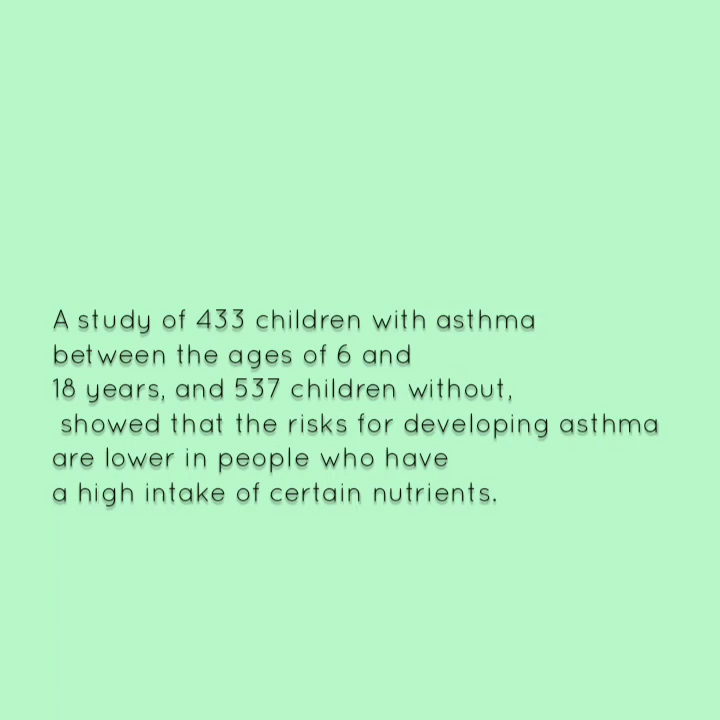 A study of 433 children with asthma
between the ages of 6 and
18 years, and 537 children without,
showed that the risks for developing asthma
are lower in people who have
a high intake of certain nutrients.